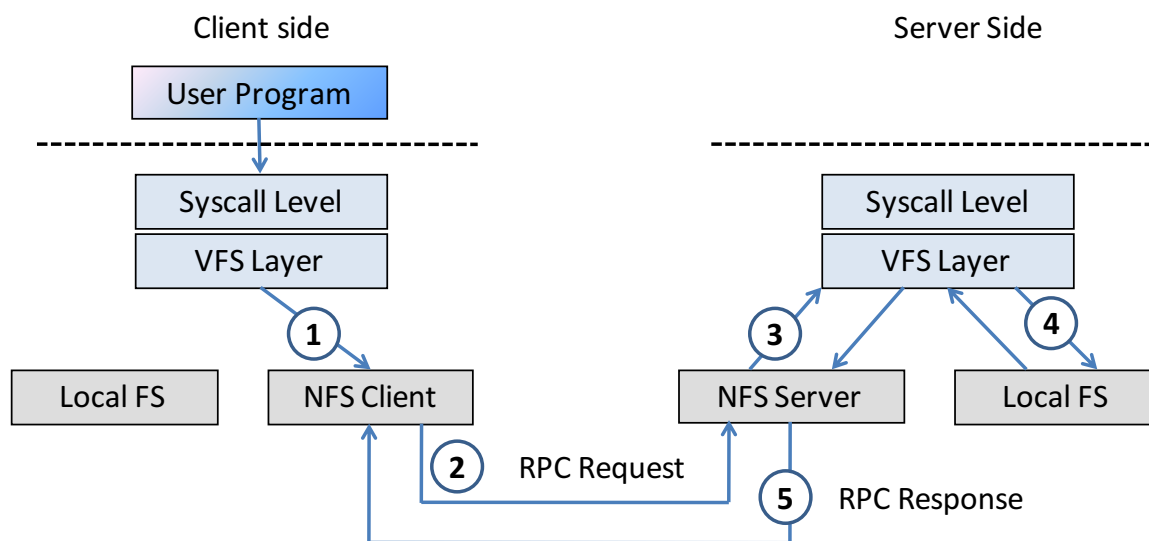 Client side
Server Side
User Program
Syscall Level
Syscall Level
VFS Layer
VFS Layer
1
3
4
Local FS
NFS Client
NFS Server
Local FS
2
RPC Request
5
RPC Response